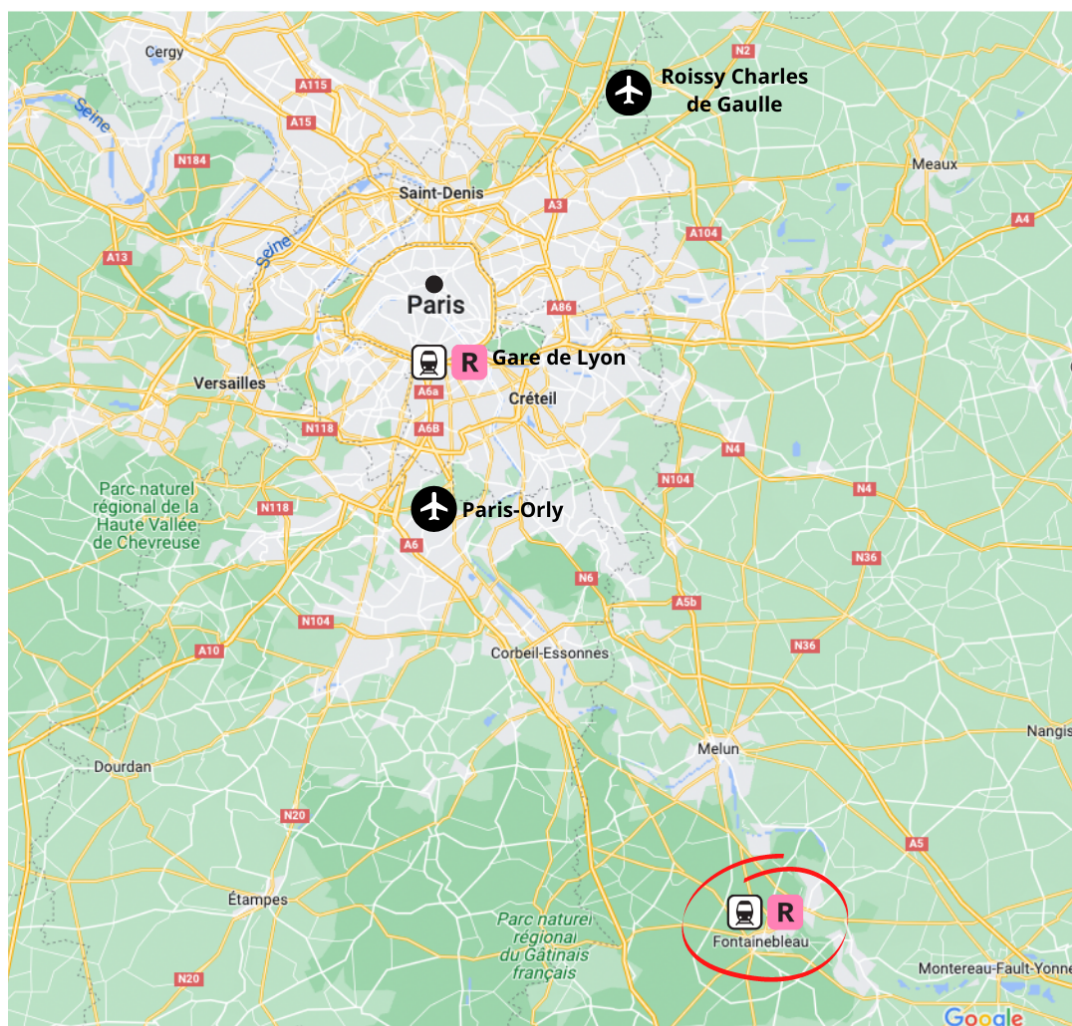 Cergy
N2
Roissy Charles
de Gaulle
A115
A15
Seine
N184
Meaux
Saint-Denis
A3
A4
A104
Seine
A13
Paris
A86
R
Gare de Lyon
Versailles
A6a
Créteil
N118
A6B
N4
N104
N4
Parc naturel
régional de la
Haute Vallée
de Chevreuse
N118
Paris-Orly
A6
N36
N6
A5b
N104
A10
Corbeil-Essonnes
N36
Nangis
Melun
Dourdan
N20
A5
Étampes
Parc naturel
régional
du Gâtinais
français
R
Fontainebleau
N20
Montereau-Fault-Yonne
Google